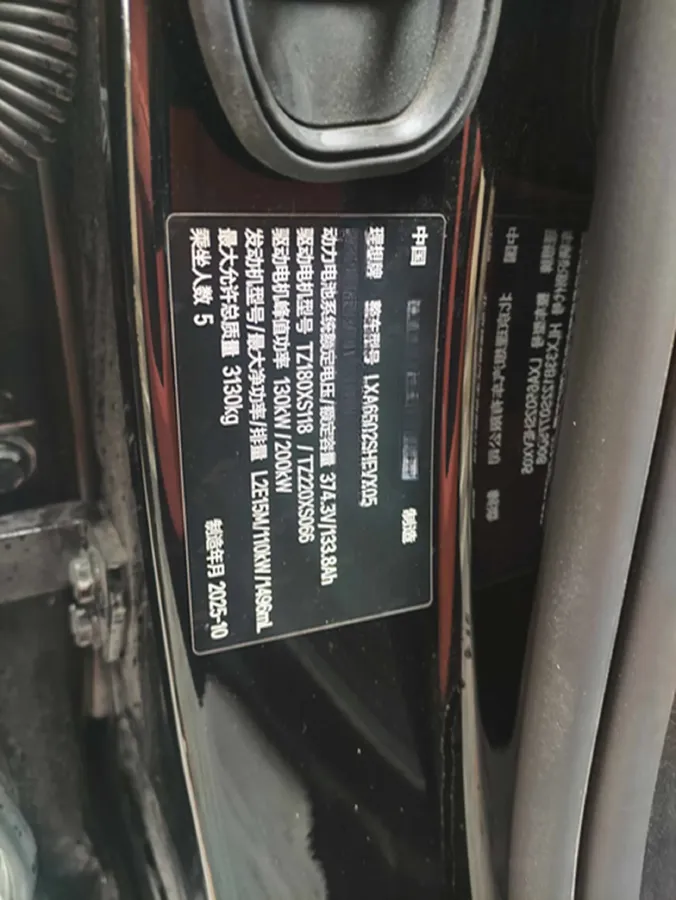 中国 制造
理想牌 整车型号 LXA6502SHEVX05
动力电池系统额定电压/额定容量 374.3V/133.8Ah
驱动电机型号 TZ180XS118 /TZ220XS066
驱动电机峰值功率 130kW/200kW
发动机型号/最大净功率/排量 L2E15M/110kW/1496mL
最大允许总质量 3130kg
乘坐人数 5 制造年月 2025-10